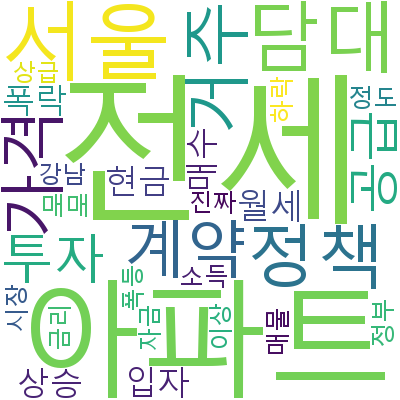 서울
거주
담대
상급
폭락
전세
하락
정도
가격
강남
현금
매수
진짜
월세
공급
매매
투자
계약
정책
시장
금리
폭등
소득
자금
이상
매물
정부
아파트
상승
입자